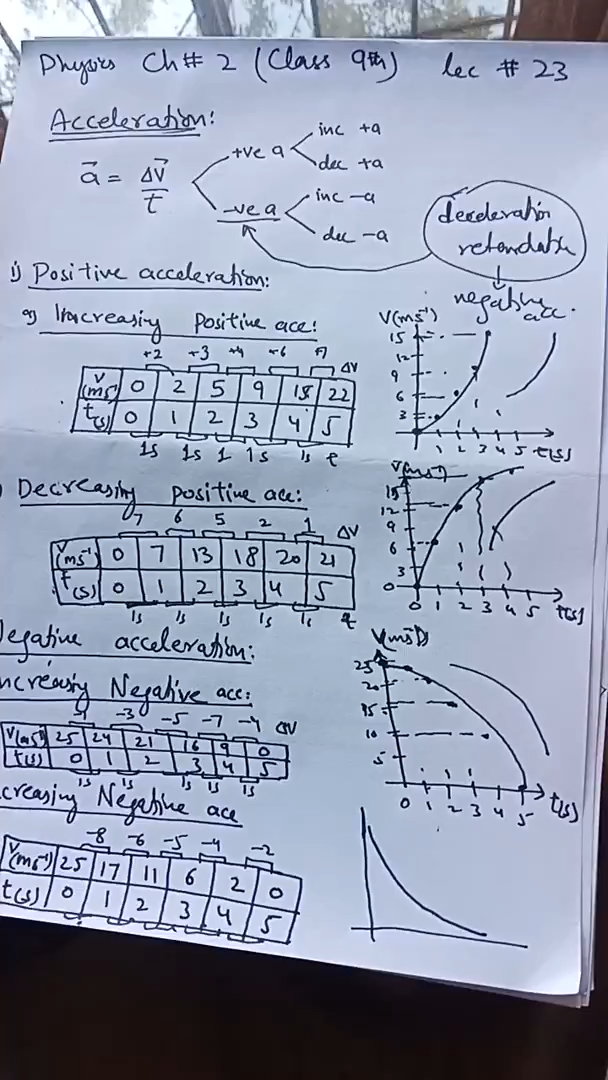 Physics Ch# 2 (Class 9th) lec # 23
Acceleration:
a = ΔV/t
+ve a
inc +a
dec +a
-ve a
inc -a
dec -a
deceleration
retardation
negative acc.
i) Positive acceleration:
a) Increasing positive acc:
+2 +3 +4 +6 +7 ΔV
V(ms⁻¹) 0 2 5 9 15 22
t(s) 0 1 2 3 4 5
1s 1s 1 1s 1s t
V(ms⁻¹)
15
12
9
6
3
0
1 2 3 4 5 t(s)
Decreasing positive acc:
7 6 5 2 1 ΔV
V(ms⁻¹) 0 7 13 18 20 21
t(s) 0 1 2 3 4 5
1s 1s 1s 1s 1s t
V(ms⁻¹)
15
12
9
6
3
0
0 1 2 3 4 5 t(s)
egative acceleration:
ncreasing Negative acc:
-1 -3 -5 -7 -9 ΔV
V(ms⁻¹) 25 24 21 16 9 0
t(s) 0 1 2 3 4 5
1s 1s 1s 1s 1s
V(ms⁻¹)
25
20
15
10
5
0 1 2 3 4 5 t(s)
creasing Negative acc
-8 -6 -5 -4 -2
V(ms⁻¹) 25 17 11 6 2 0
t(s) 0 1 2 3 4 5